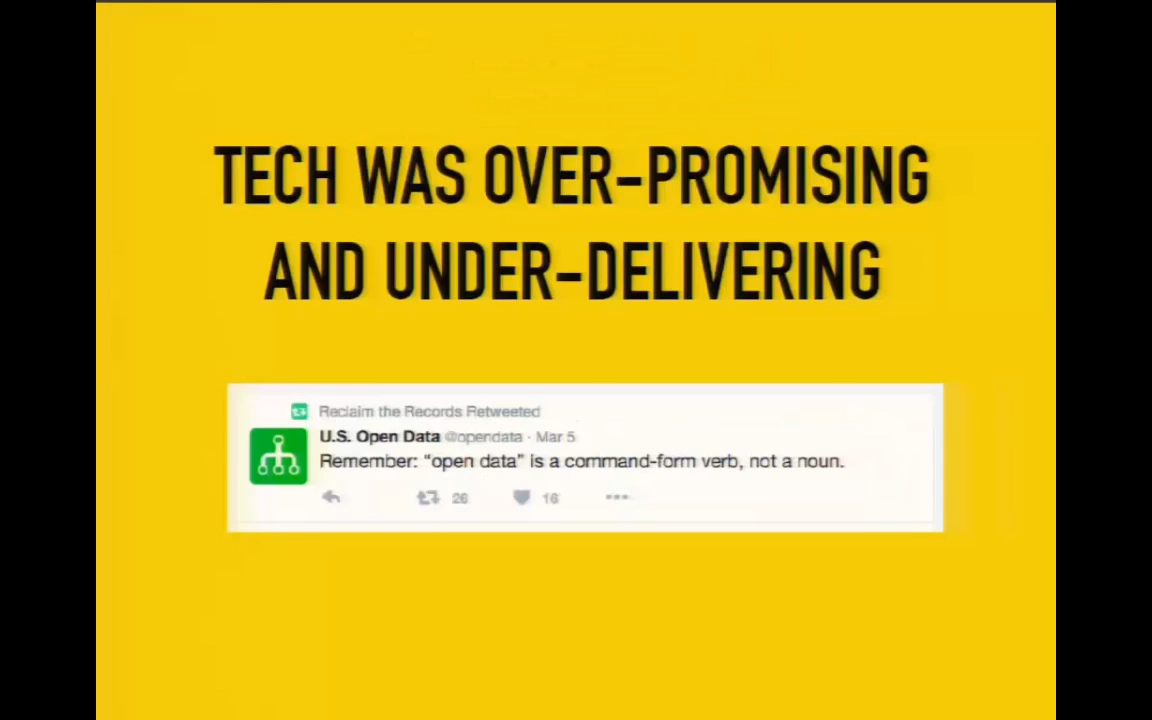 TECH WAS OVER-PROMISING
AND UNDER-DELIVERING
Reclaim the Records Retweeted
U.S. Open Data @opendata · Mar 5
Remember: “open data” is a command-form verb, not a noun.
26 16